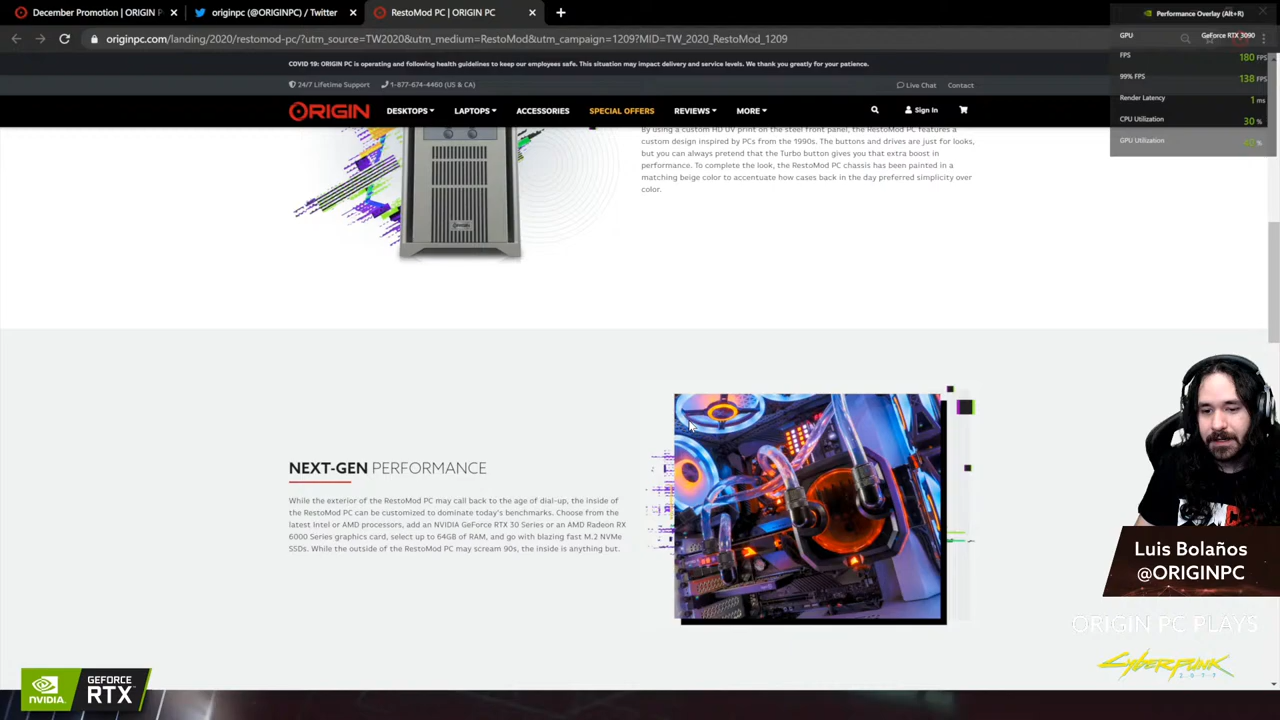 December Promotion | ORIGIN P
originpc (@ORIGINPC) / Twitter
RestoMod PC | ORIGIN PC
originpc.com/landing/2020/restomod-pc/?utm_source=TW2020&utm_medium=RestoMod&utm_campaign=1209?MID=TW_2020_RestoMod_1209
Performance Overlay (Alt+R)
GPU GeForce RTX 3090
FPS 180 FPS
99% FPS 138 FPS
Render Latency 1 ms
CPU Utilization 30 %
GPU Utilization 40 %
COVID 19: ORIGIN PC is operating and following health guidelines to keep our employees safe. This situation may impact delivery and service levels. We thank you greatly for your patience.
24/7 Lifetime Support 1-877-674-4460 (US & CA) Live Chat Contact
ORIGIN DESKTOPS LAPTOPS ACCESSORIES SPECIAL OFFERS REVIEWS MORE Sign In
By using a custom HD UV print on the steel front panel, the RestoMod PC features a
custom design inspired by PCs from the 1990s. The buttons and drives are just for looks,
but you can always pretend that the Turbo button gives you that extra boost in
performance. To complete the look, the RestoMod PC chassis has been painted in a
matching beige color to accentuate how cases back in the day preferred simplicity over
color.
NEXT-GEN PERFORMANCE
While the exterior of the RestoMod PC may call back to the age of dial-up, the inside of
the RestoMod PC can be customized to dominate today's benchmarks. Choose from the
latest Intel or AMD processors, add an NVIDIA GeForce RTX 30 Series or an AMD Radeon RX
6000 Series graphics card, select up to 64GB of RAM, and go with blazing fast M.2 NVMe
SSDs. While the outside of the RestoMod PC may scream 90s, the inside is anything but.
Luis Bolaños
@ORIGINPC
ORIGIN PC PLAYS
CYBERPUNK
2077
NVIDIA
GEFORCE
RTX